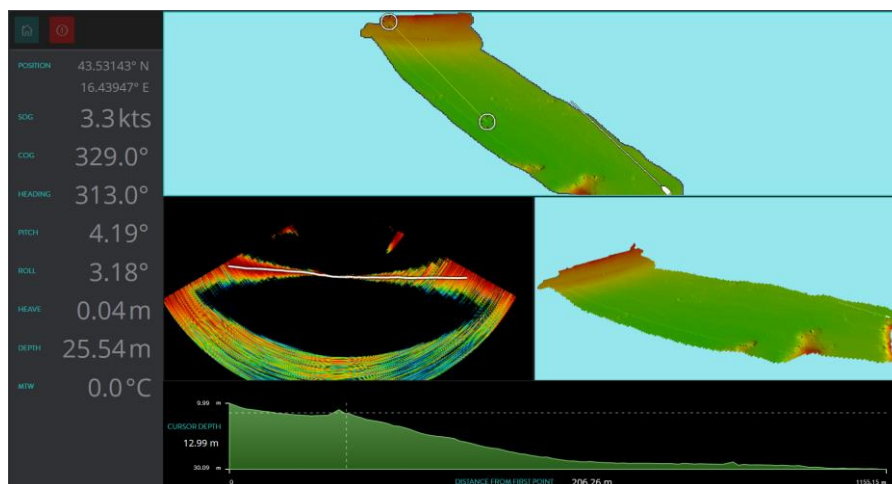 POSITION 43.53143° N
16.43947° E
SOG 3.3 kts
COG 329.0°
HEADING 313.0°
PITCH 4.19°
ROLL 3.18°
HEAVE 0.04 m
DEPTH 25.54 m
MTW 0.0 °C
9.99 m
CURSOR DEPTH
12.99 m
30.09 m
0 DISTANCE FROM FIRST POINT 206.26 m 1155.15 m